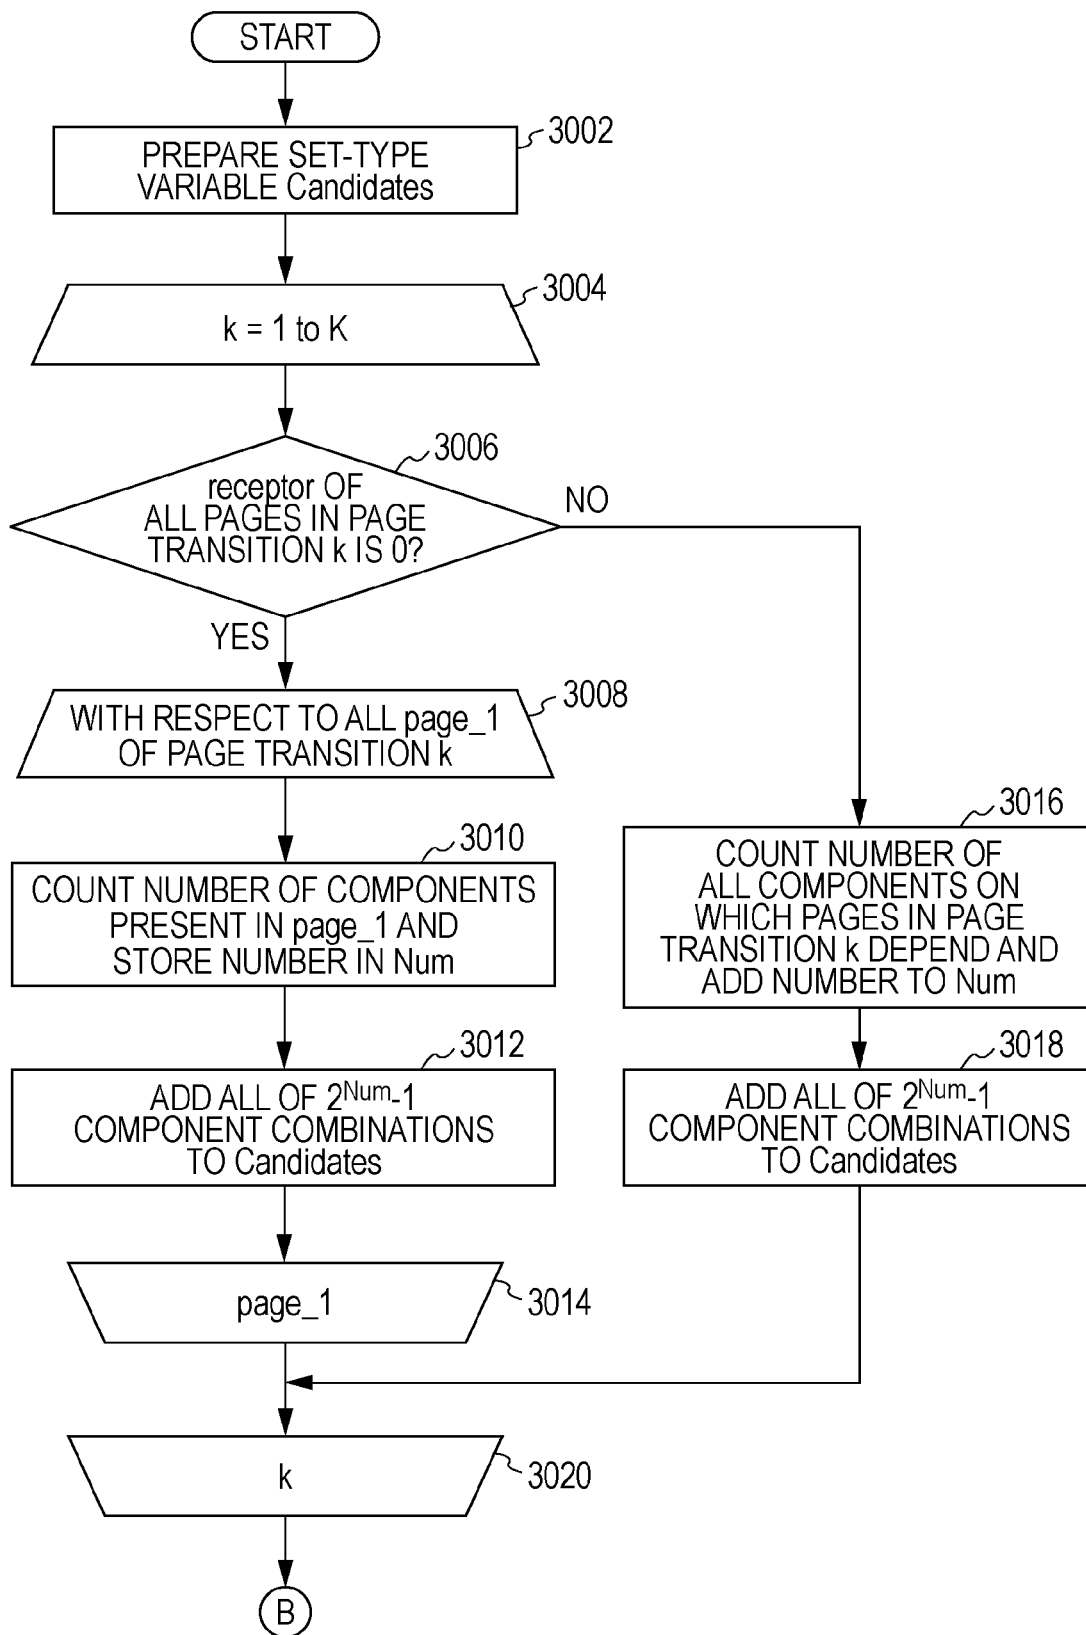 START
3002
PREPARE SET-TYPE
VARIABLE Candidates
3004
k = 1 to K
3006
receptor OF
ALL PAGES IN PAGE
TRANSITION k IS 0?
NO
YES
3008
WITH RESPECT TO ALL page_1
OF PAGE TRANSITION k
3010
COUNT NUMBER OF COMPONENTS
PRESENT IN page_1 AND
STORE NUMBER IN Num
3016
COUNT NUMBER OF
ALL COMPONENTS ON
WHICH PAGES IN PAGE
TRANSITION k DEPEND AND
ADD NUMBER TO Num
3012
ADD ALL OF 2^Num-1
COMPONENT COMBINATIONS
TO Candidates
3018
ADD ALL OF 2^Num-1
COMPONENT COMBINATIONS
TO Candidates
page_1
3014
k
3020
B